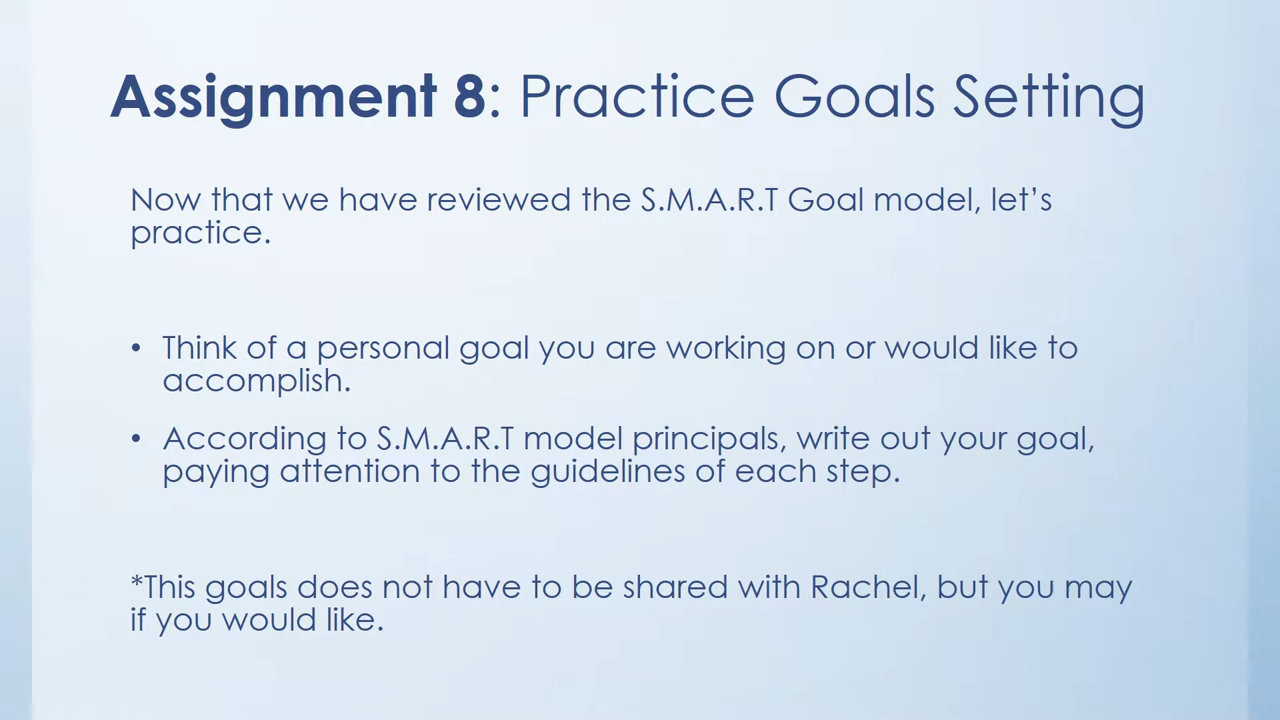 Assignment 8: Practice Goals Setting
Now that we have reviewed the S.M.A.R.T Goal model, let’s
practice.
• Think of a personal goal you are working on or would like to
accomplish.
• According to S.M.A.R.T model principals, write out your goal,
paying attention to the guidelines of each step.
*This goals does not have to be shared with Rachel, but you may
if you would like.